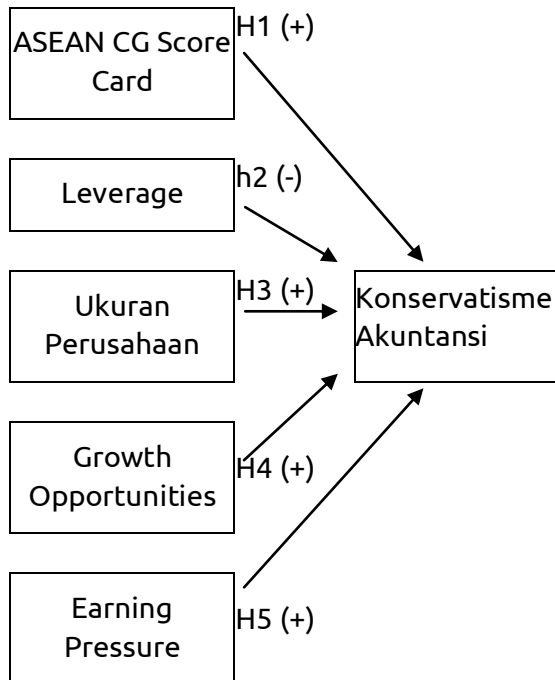 ASEAN CG Score
Card
H1 (+)
Leverage
h2 (-)
Ukuran
Perusahaan
H3 (+)
Konservatisme
Akuntansi
Growth
Opportunities
H4 (+)
Earning
Pressure
H5 (+)